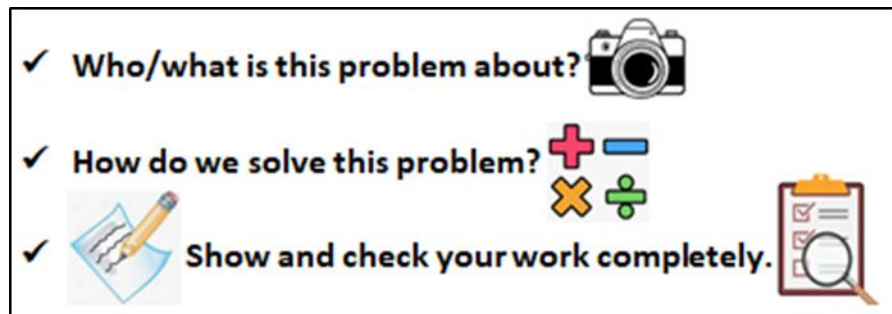 ✓ Who/what is this problem about?
✓ How do we solve this problem?
✓ Show and check your work completely.